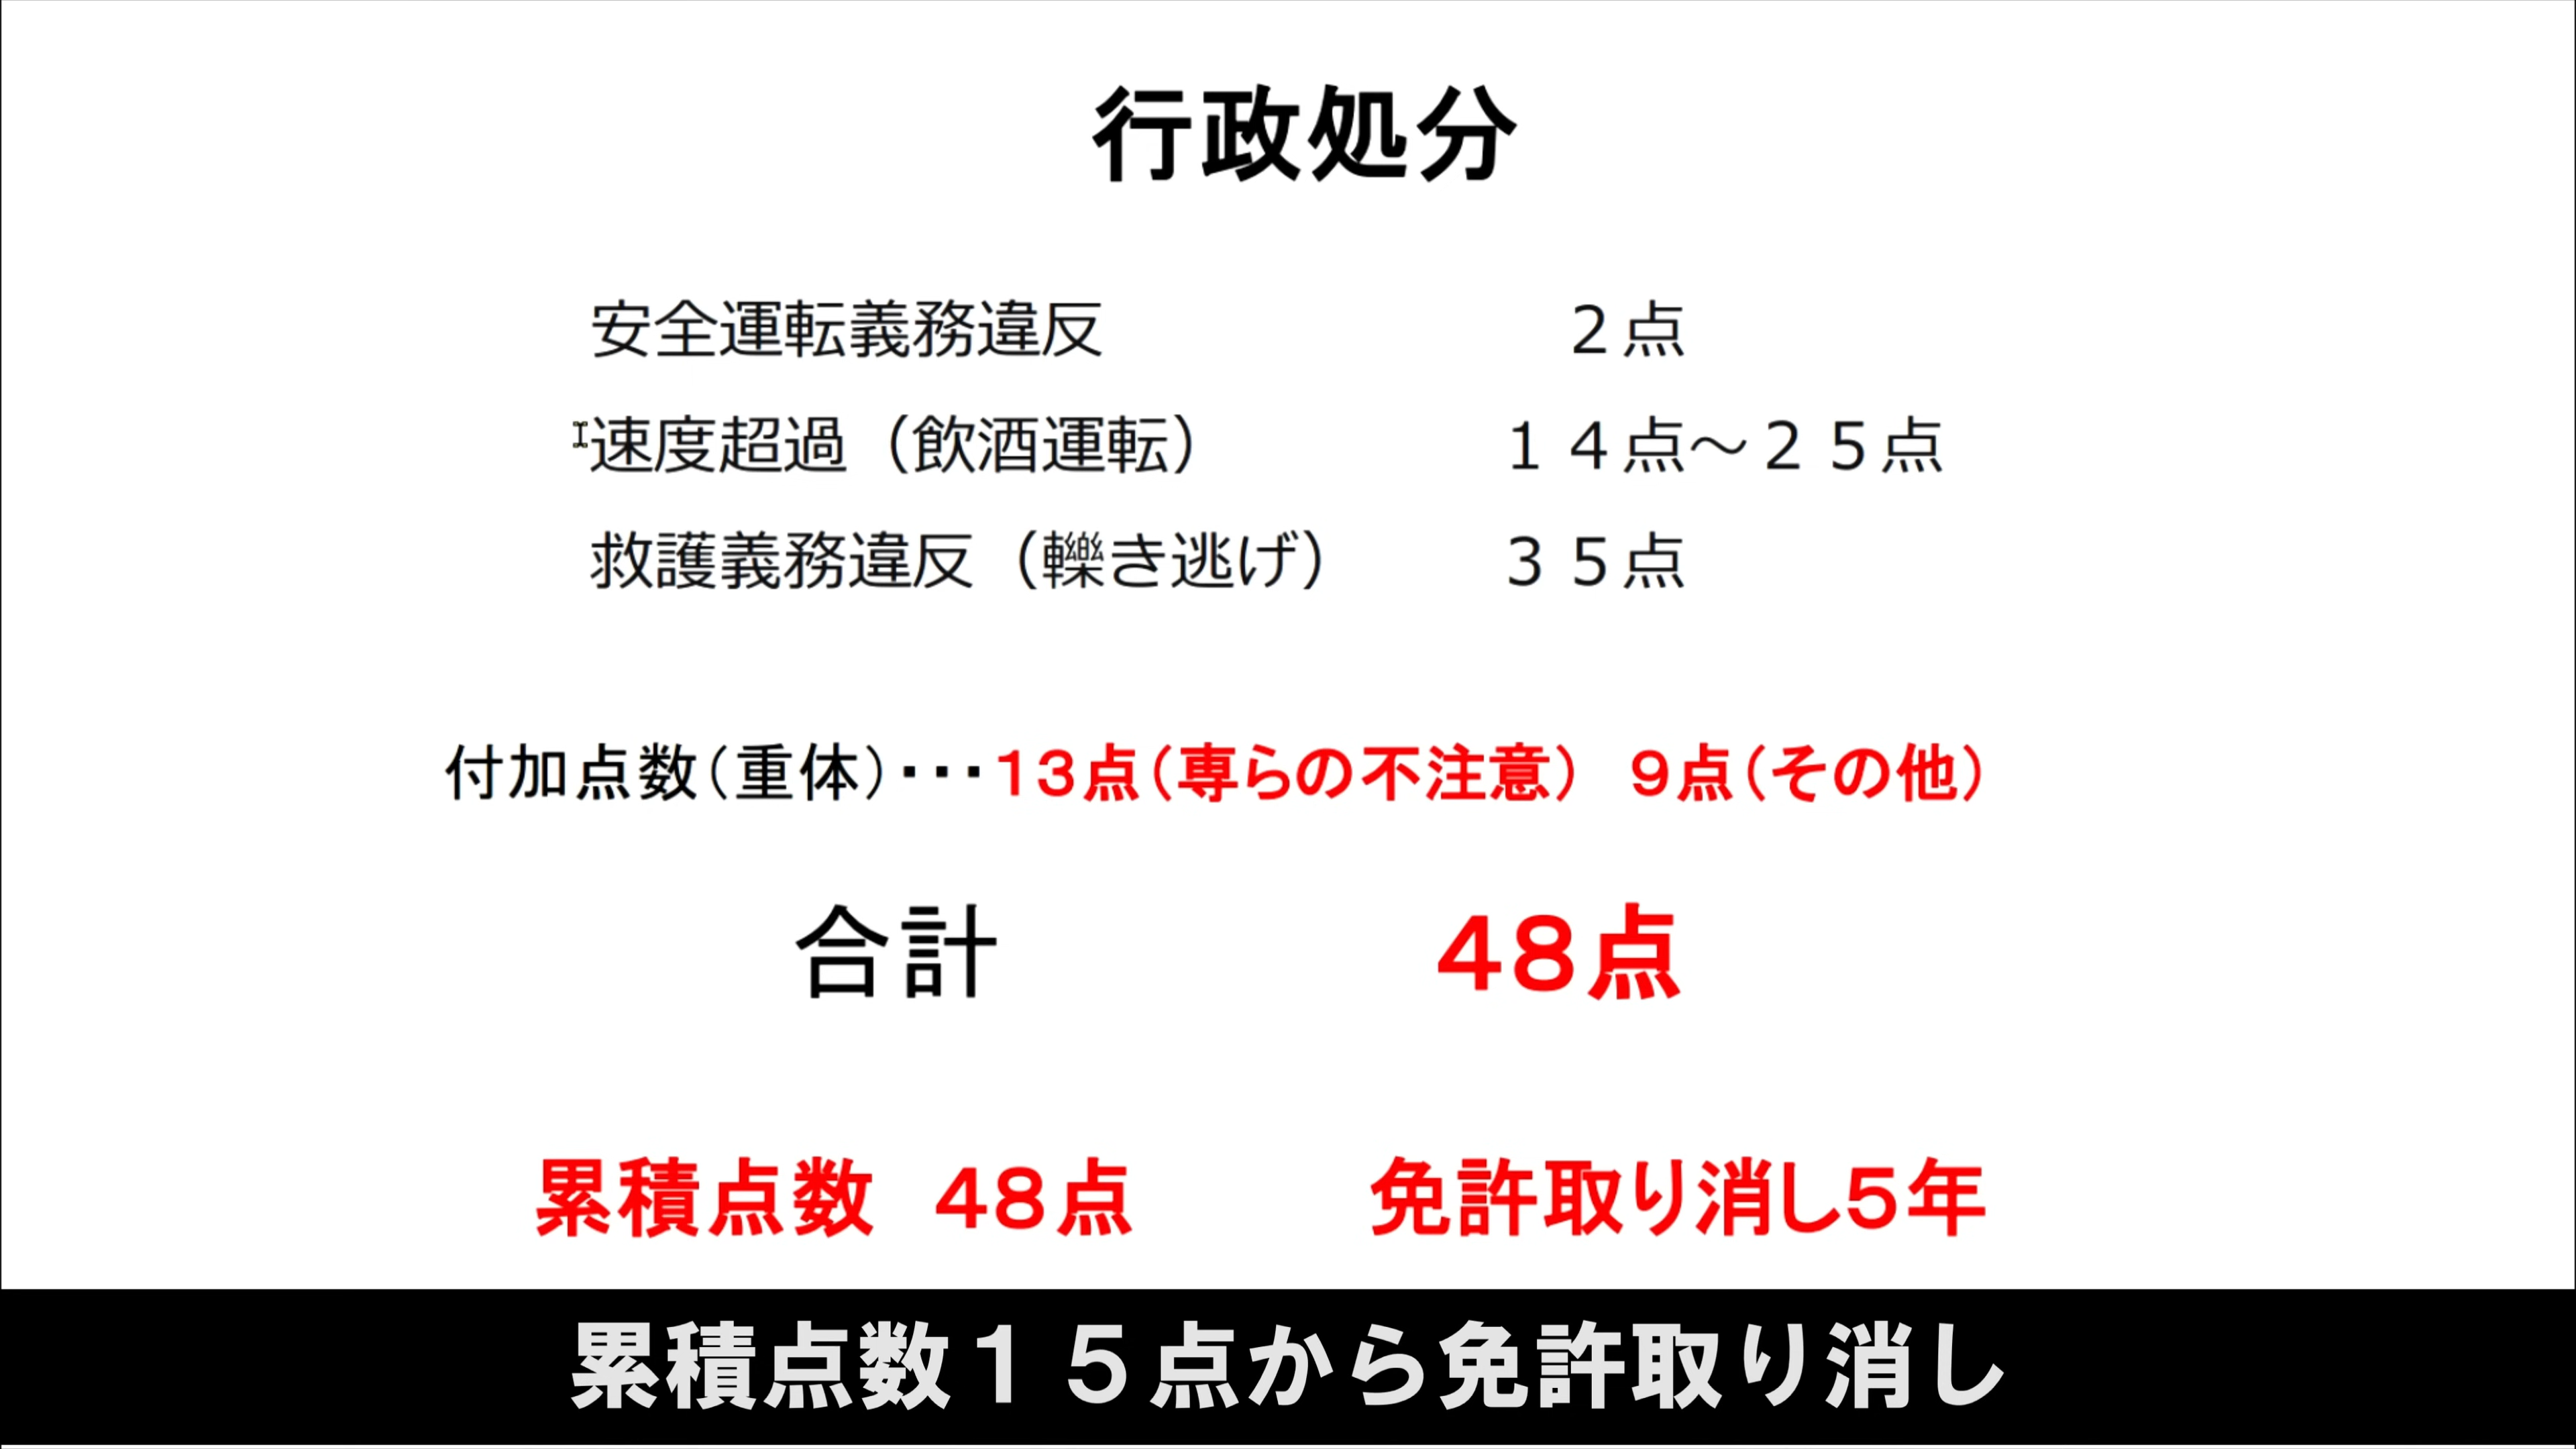 行政処分
安全運転義務違反　２点
速度超過（飲酒運転）　１４点～２５点
救護義務違反（轢き逃げ）　３５点
付加点数（重体）・・・１３点（専らの不注意）　９点（その他）
合計　４８点
累積点数　４８点　免許取り消し５年
累積点数１５点から免許取り消し